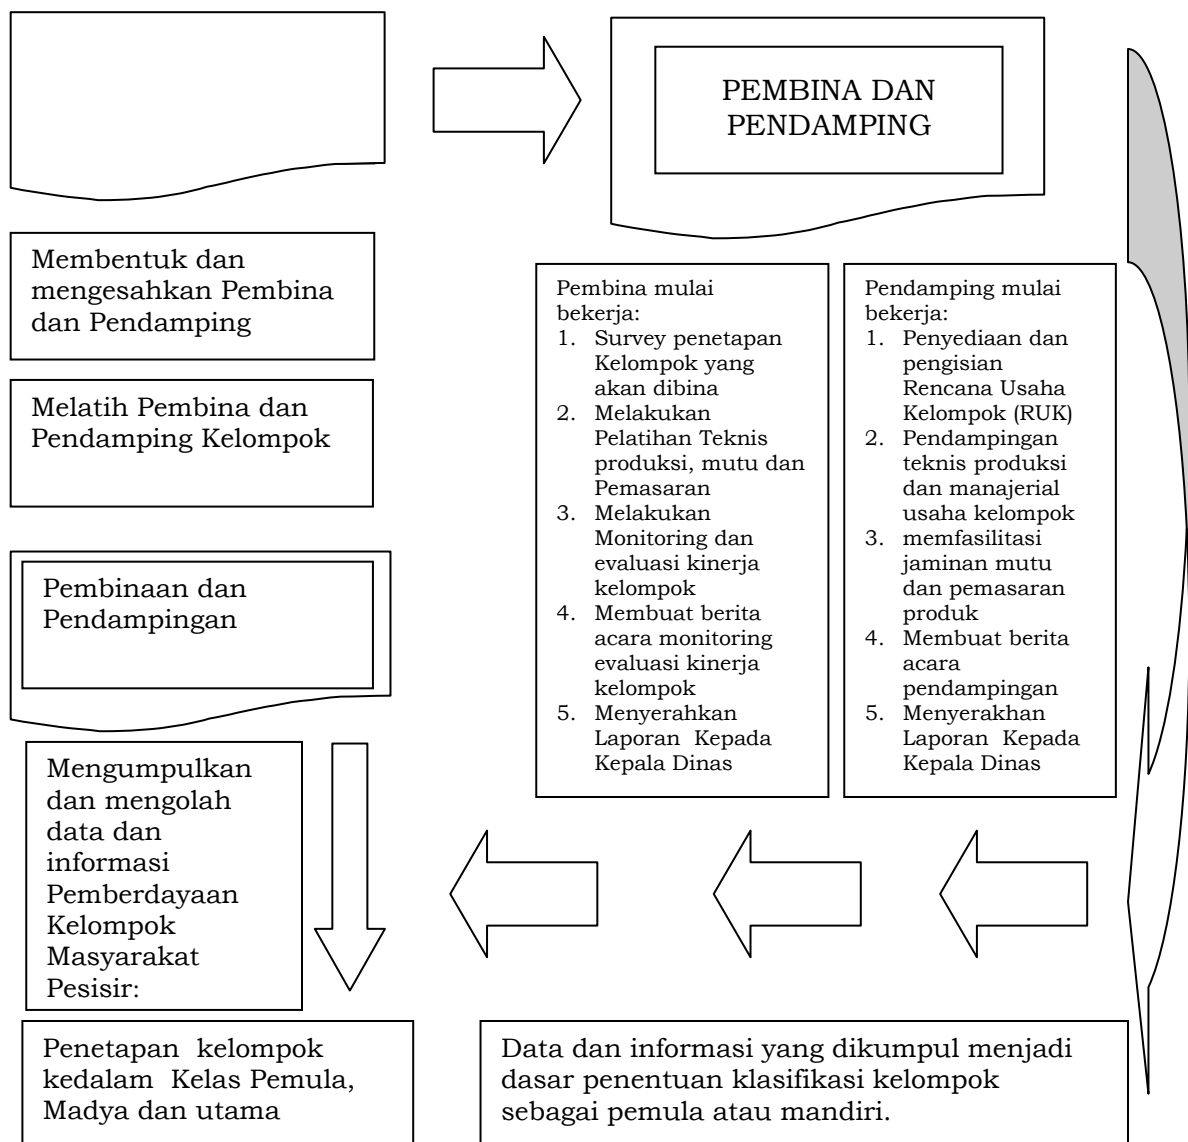 PEMBINA DAN
PENDAMPING
Membentuk dan
mengesahkan Pembina
dan Pendamping
Melatih Pembina dan
Pendamping Kelompok
Pembinaan dan
Pendampingan
Pembina mulai
bekerja:
1. Survey penetapan
Kelompok yang
akan dibina
2. Melakukan
Pelatihan Teknis
produksi, mutu dan
Pemasaran
3. Melakukan
Monitoring dan
evaluasi kinerja
kelompok
4. Membuat berita
acara monitoring
evaluasi kinerja
kelompok
5. Menyerahkan
Laporan Kepada
Kepala Dinas
Pendamping mulai
bekerja:
1. Penyediaan dan
pengisian
Rencana Usaha
Kelompok (RUK)
2. Pendampingan
teknis produksi
dan manajerial
usaha kelompok
3. memfasilitasi
jaminan mutu
dan pemasaran
produk
4. Membuat berita
acara
pendampingan
5. Menyerakhan
Laporan Kepada
Kepala Dinas
Mengumpulkan
dan mengolah
data dan
informasi
Pemberdayaan
Kelompok
Masyarakat
Pesisir:
Penetapan kelompok
kedalam Kelas Pemula,
Madya dan utama
Data dan informasi yang dikumpul menjadi
dasar penentuan klasifikasi kelompok
sebagai pemula atau mandiri.